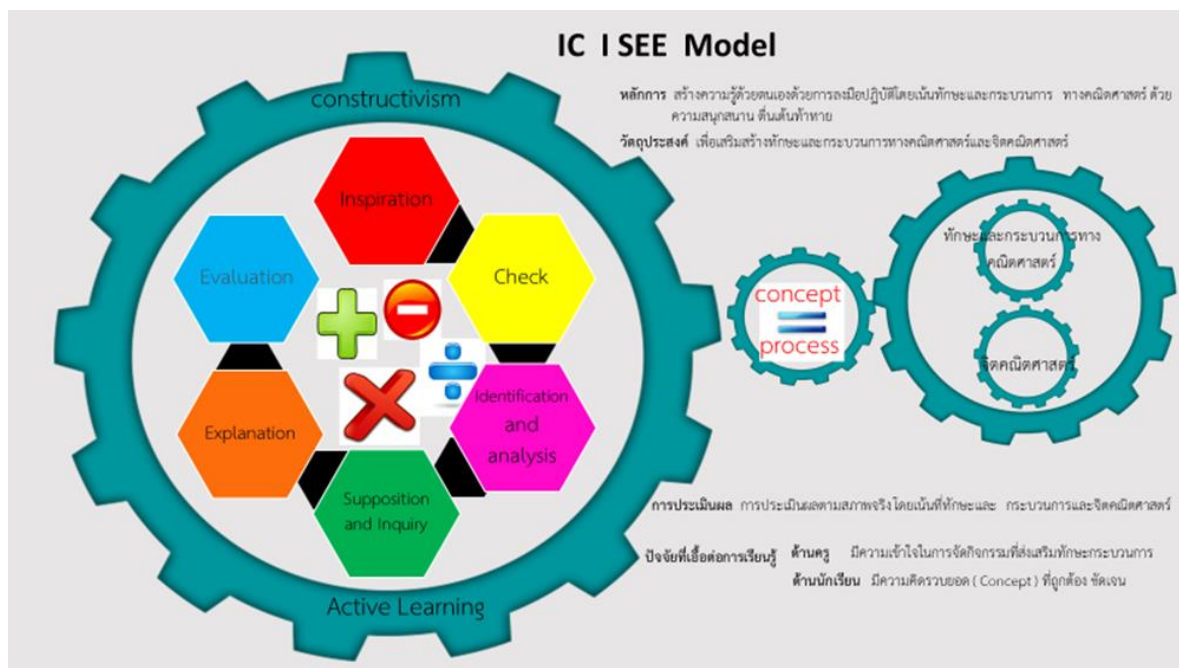 IC I SEE Model
หลักการ สร้างความรู้ด้วยตนเองด้วยการลงมือปฏิบัติโดยเน้นทักษะและกระบวนการ ทางคณิตศาสตร์ ด้วย
ความสนุกสนาน ตื่นเต้นท้าทาย
วัตถุประสงค์ เพื่อเสริมสร้างทักษะและกระบวนการทางคณิตศาสตร์และจิตคณิตศาสตร์
constructivism
Inspiration
Check
Identification
and
analysis
Supposition
and Inquiry
Explanation
Evaluation
Active Learning
concept
process
ทักษะและกระบวนการทาง
คณิตศาสตร์
จิตคณิตศาสตร์
การประเมินผล การประเมินผลตามสภาพจริงโดยเน้นที่ทักษะและ กระบวนการและจิตคณิตศาสตร์
ปัจจัยที่เอื้อต่อการเรียนรู้ ด้านครู มีความเข้าใจในการจัดกิจกรรมที่ส่งเสริมทักษะกระบวนการ
ด้านนักเรียน มีความคิดรวบยอด ( Concept ) ที่ถูกต้อง ชัดเจน